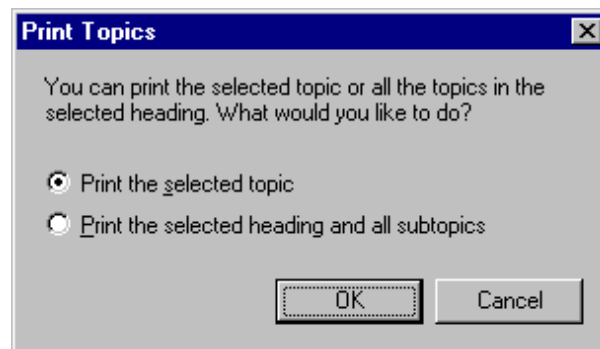 Print Topics
You can print the selected topic or all the topics in the
selected heading. What would you like to do?
Print the selected topic
Print the selected heading and all subtopics
OK
Cancel